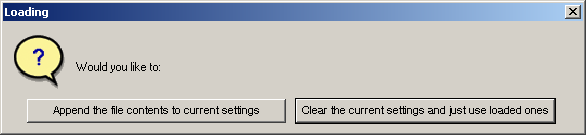 Loading
?
Would you like to:
Append the file contents to current settings
Clear the current settings and just use loaded ones